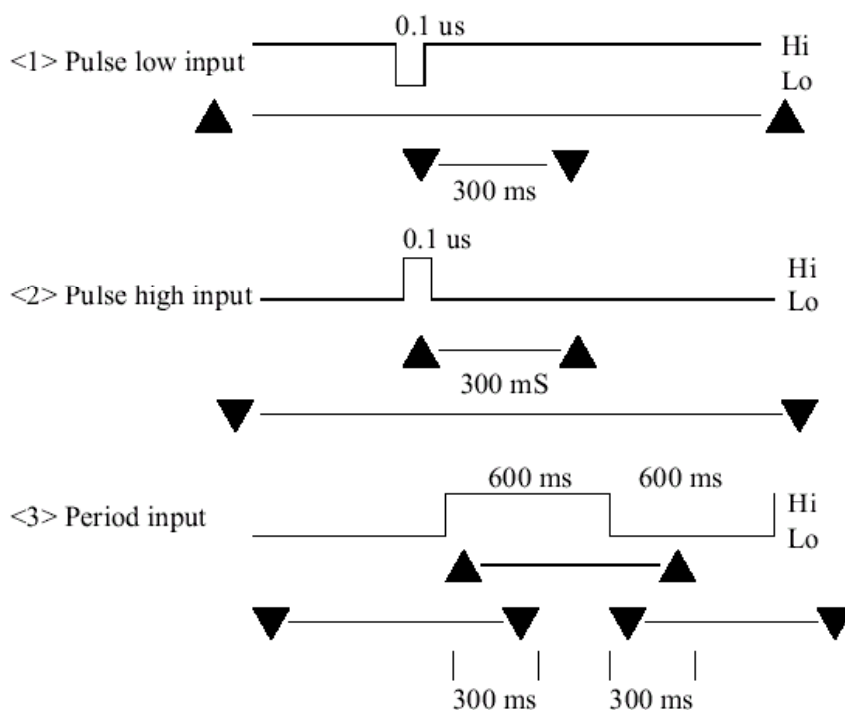 0.1 us
<1> Pulse low input
Hi
Lo
300 ms
0.1 us
<2> Pulse high input
Hi
Lo
300 mS
600 ms 600 ms
<3> Period input
Hi
Lo
300 ms 300 ms